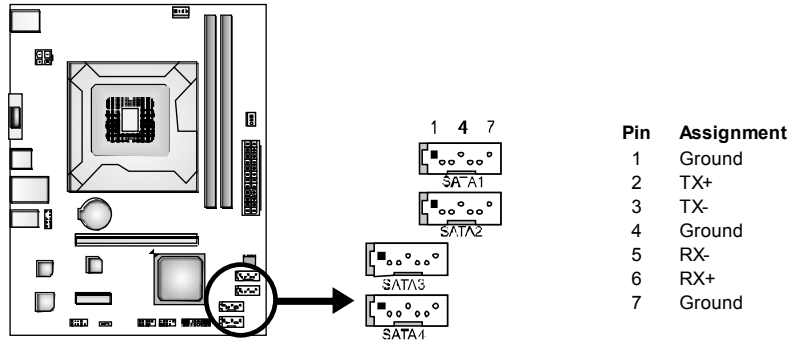 1 4 7
SATA1
SATA2
SATA3
SATA4
Pin Assignment
1 Ground
2 TX+
3 TX-
4 Ground
5 RX-
6 RX+
7 Ground